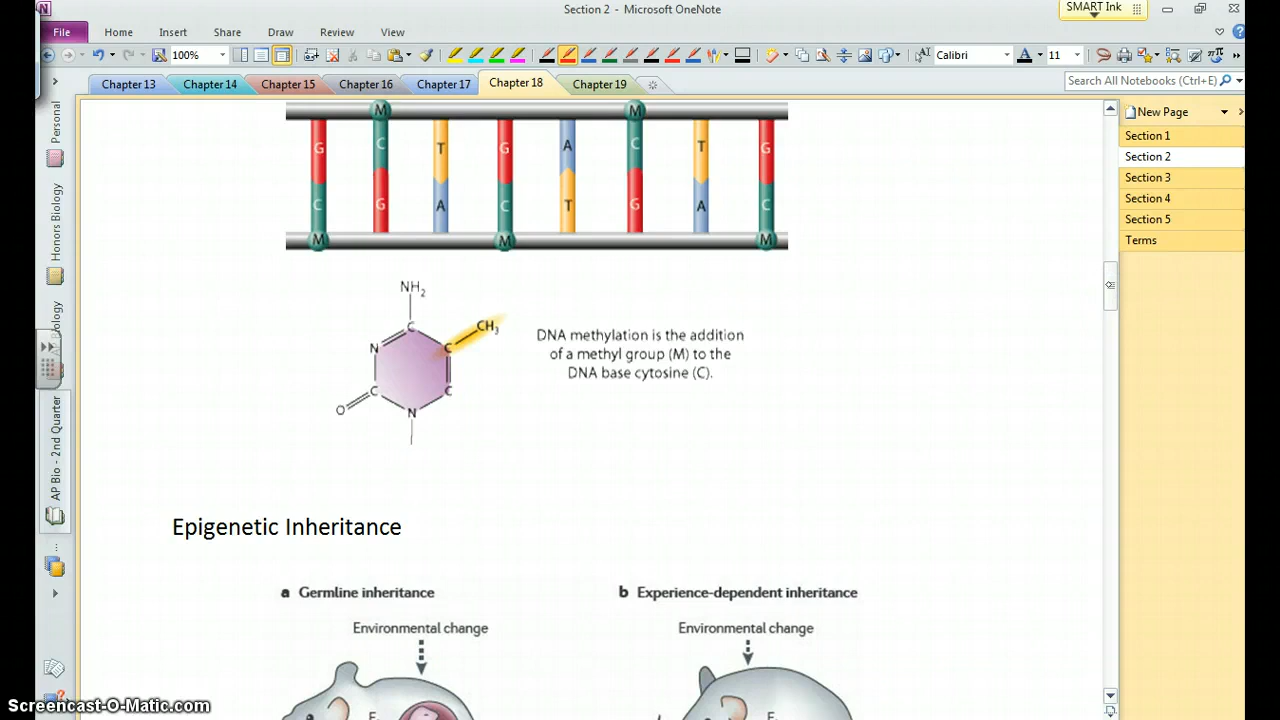 Section 2 - Microsoft OneNote
SMART Ink
File Home Insert Share Draw Review View
100% Calibri 11
Chapter 13 Chapter 14 Chapter 15 Chapter 16 Chapter 17 Chapter 18 Chapter 19
Search All Notebooks (Ctrl+E)
Personal
Honors Biology
AP Bio - 2nd Quarter
New Page
Section 1
Section 2
Section 3
Section 4
Section 5
Terms
M M
G C T G A C T G
C G A C T G A C
M M M
NH2
C CH3
N C
C C
O N
DNA methylation is the addition
of a methyl group (M) to the
DNA base cytosine (C).
Epigenetic Inheritance
a Germline inheritance
Environmental change
b Experience-dependent inheritance
Environmental change
Screencast-O-Matic.com